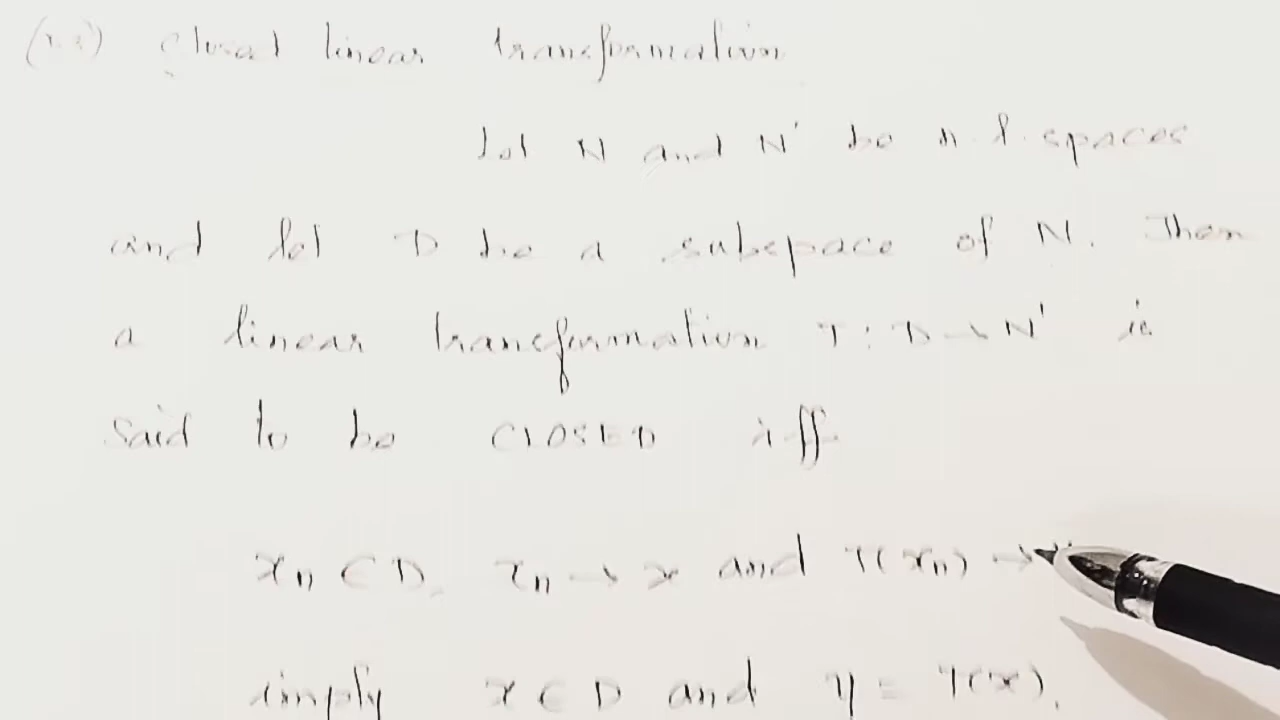 closed linear transformation
Let N and N' be n.l. spaces
and let D be a subspace of N. Then
a linear transformation T : D → N' is
said to be CLOSED iff
xn ∈ D, xn → x and T(xn) →
imply x ∈ D and y = T(x).